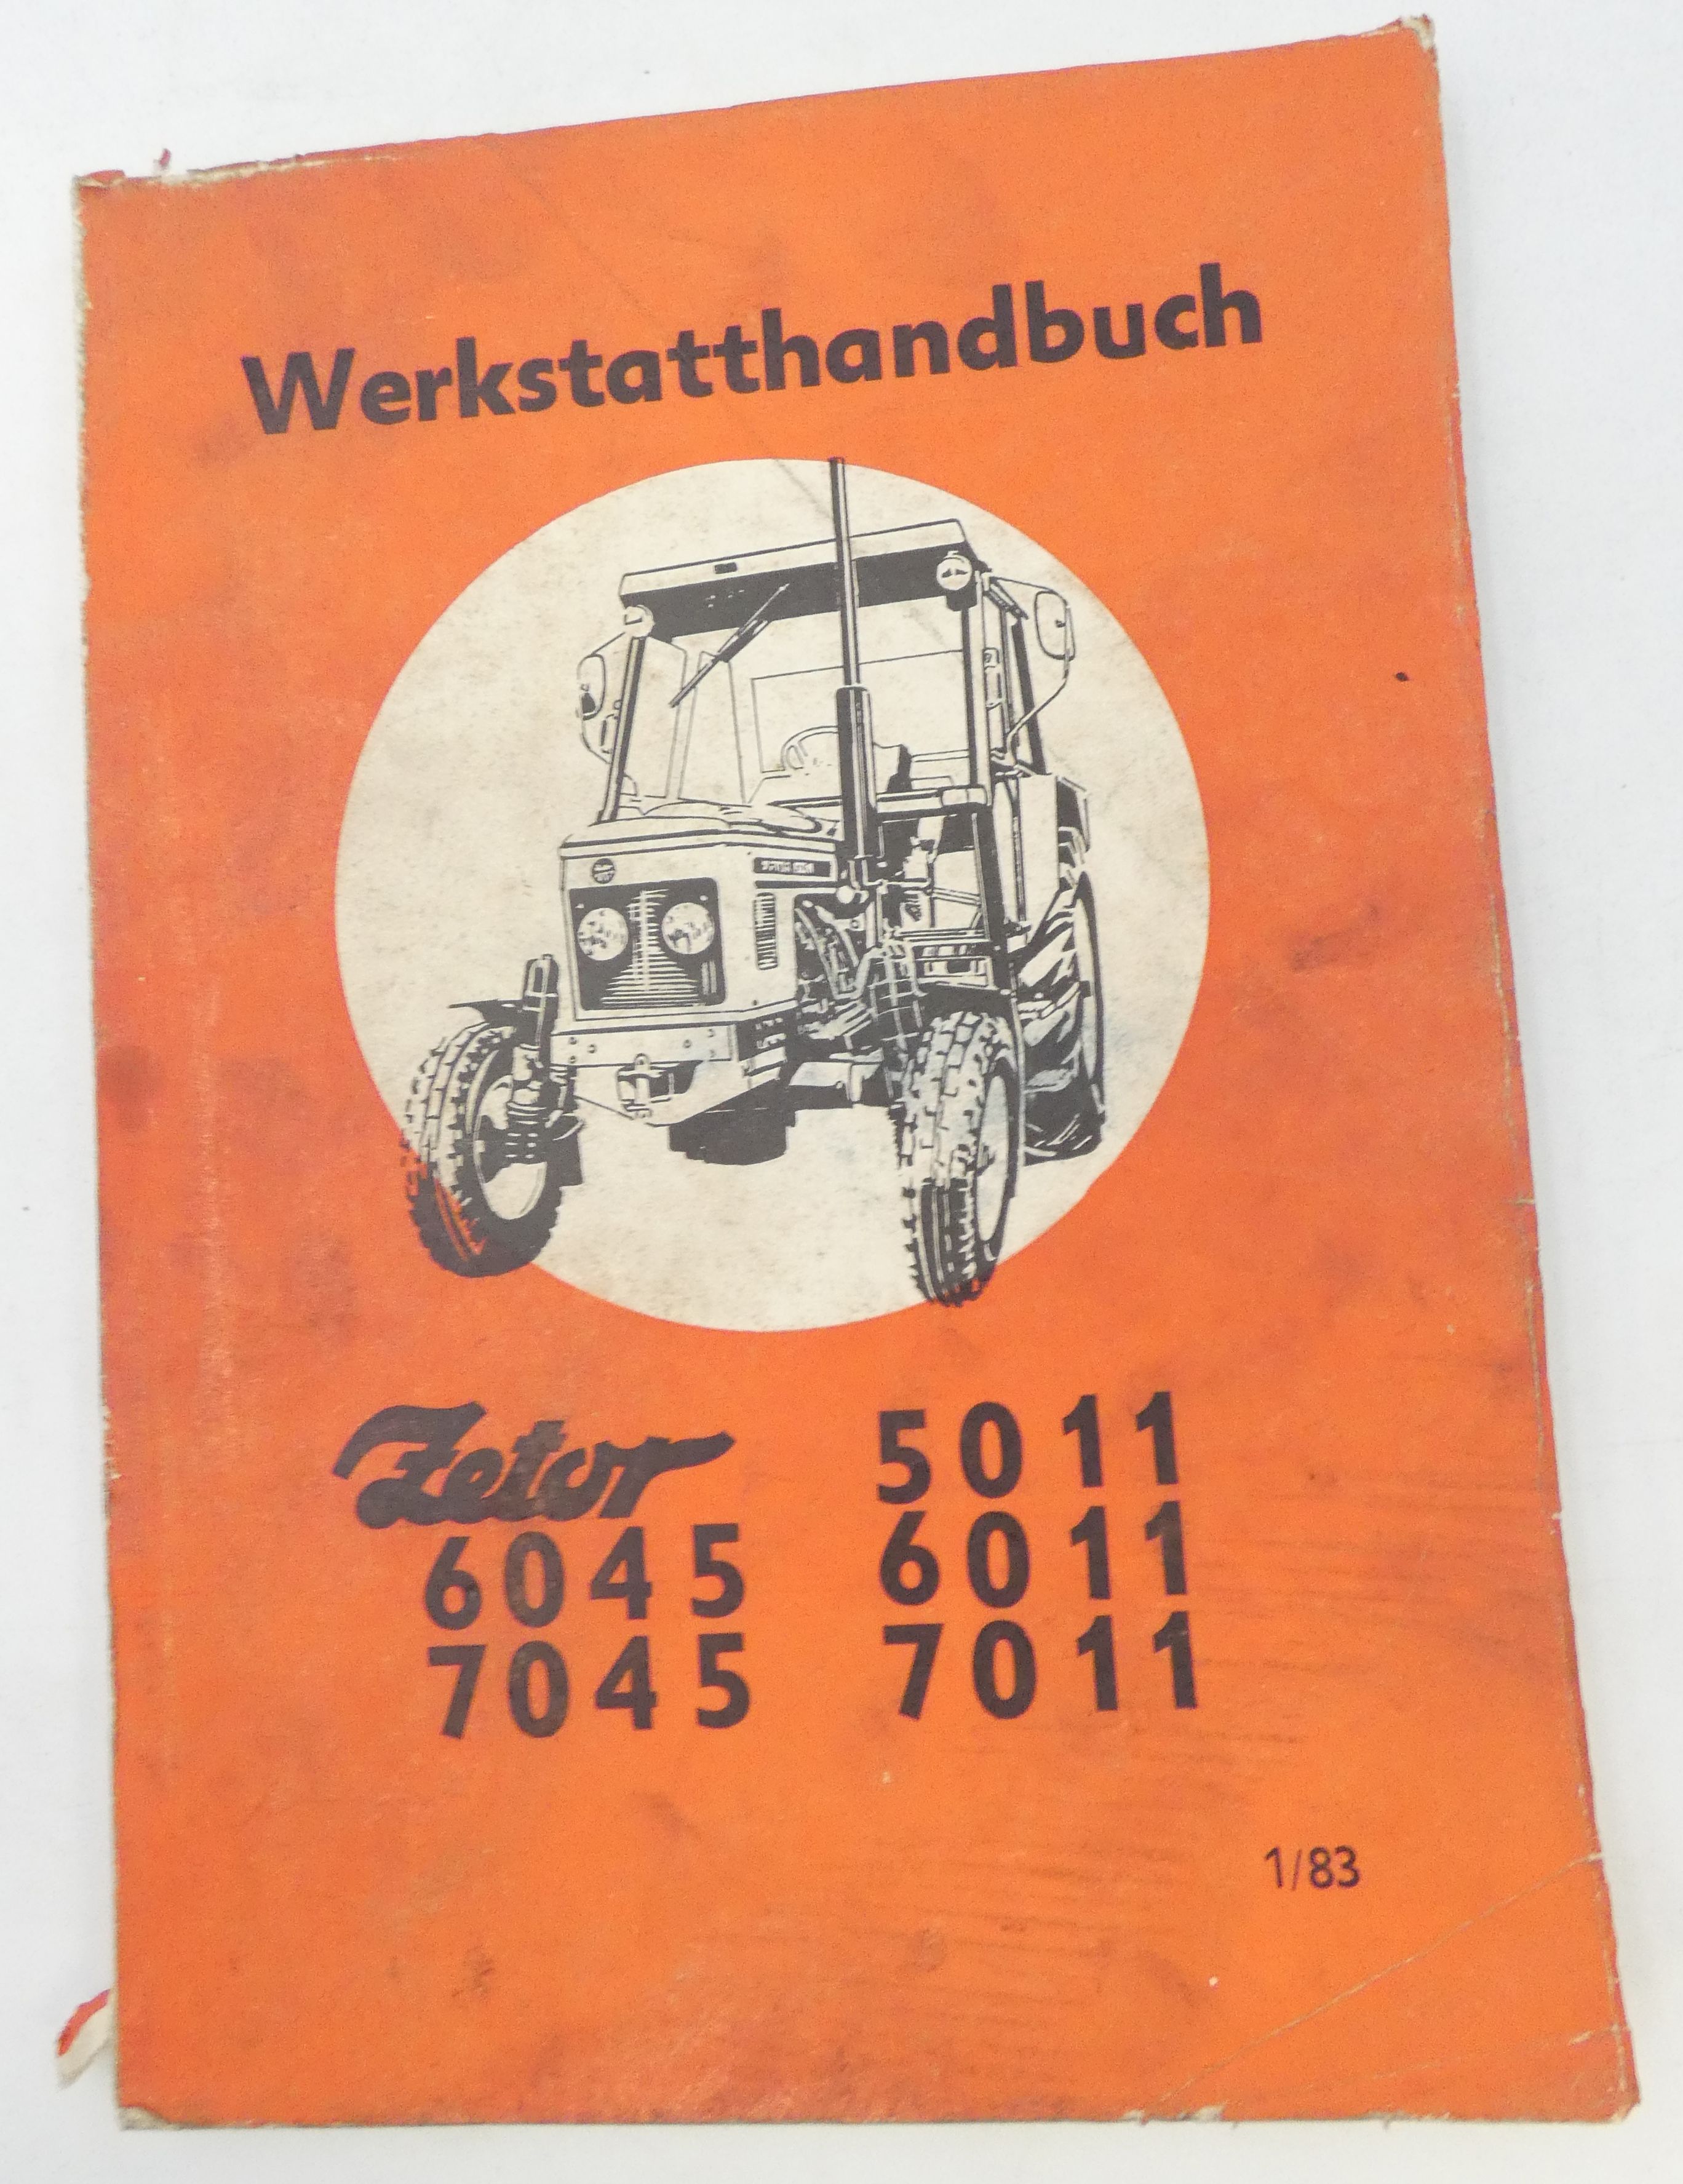 Werkstatthandbuch
Zetor 5011
6045 6011
7045 7011
1/83